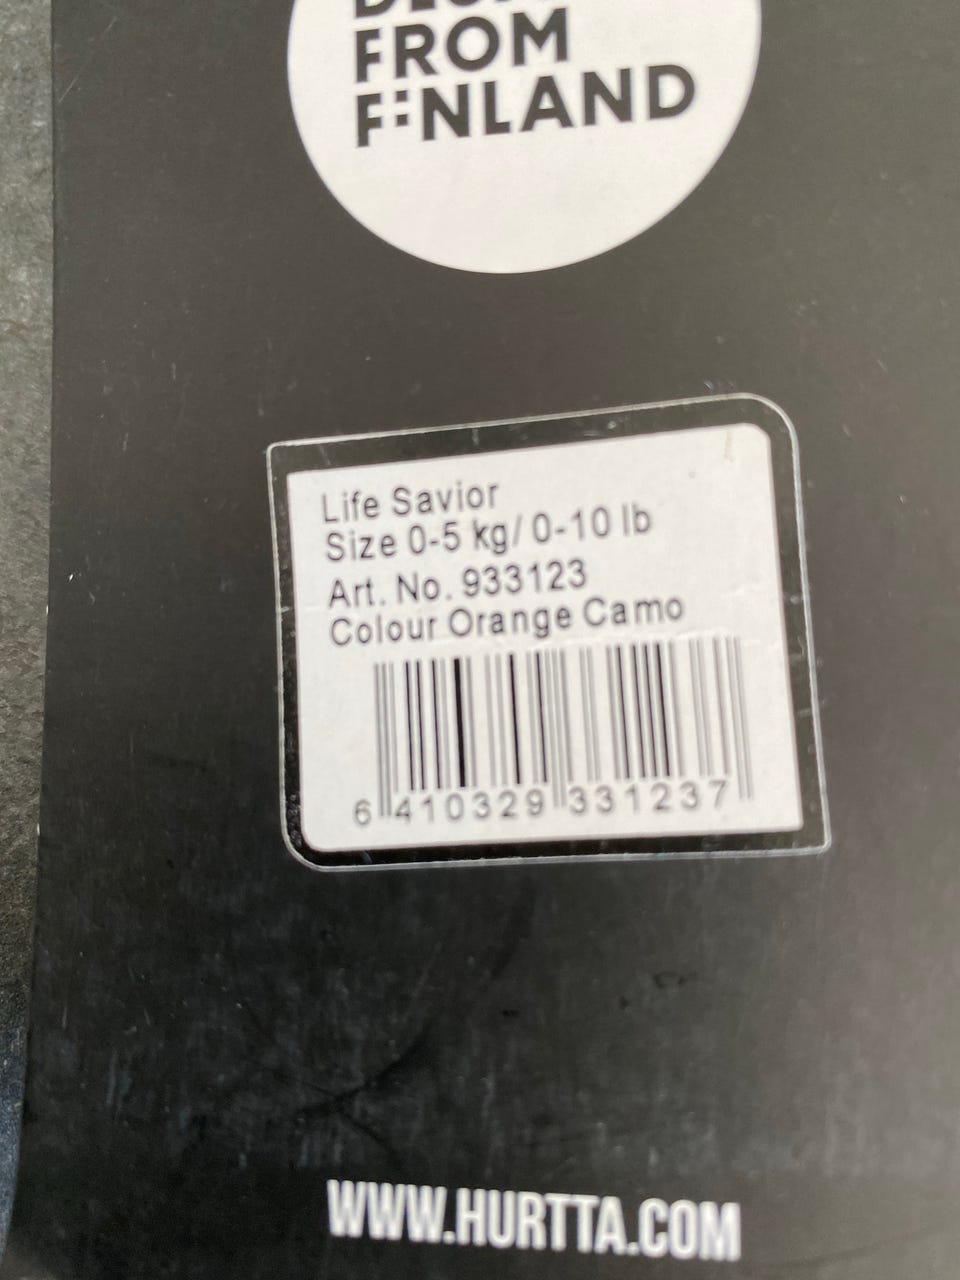 FROM
FINLAND
Life Savior
Size 0-5 kg/ 0-10 lb
Art. No. 933123
Colour Orange Camo
6 410329 331237
WWW.HURTTA.COM